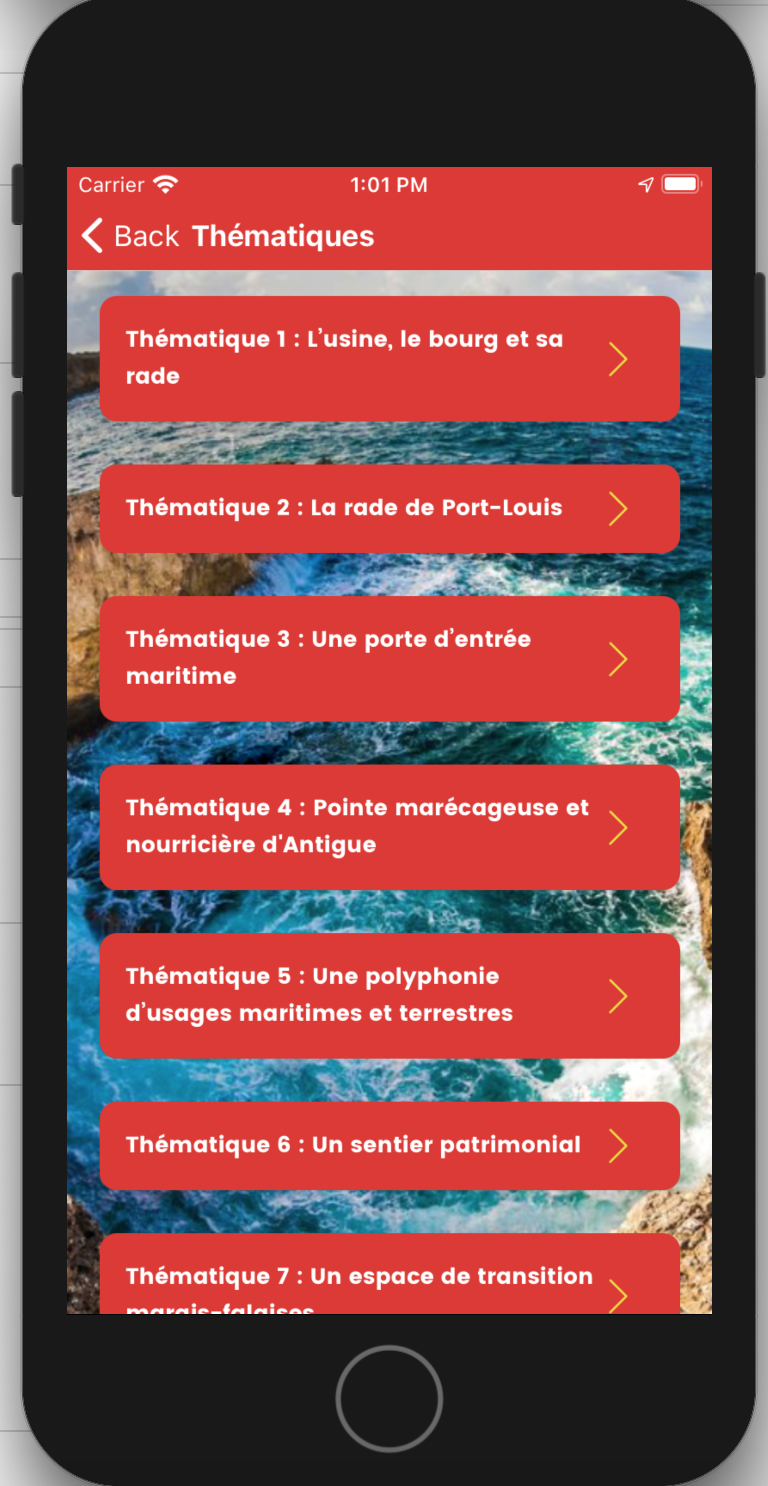 Carrier 1:01 PM
Back Thématiques
Thématique 1 : L’usine, le bourg et sa
rade
Thématique 2 : La rade de Port-Louis
Thématique 3 : Une porte d’entrée
maritime
Thématique 4 : Pointe marécageuse et
nourricière d'Antigue
Thématique 5 : Une polyphonie
d’usages maritimes et terrestres
Thématique 6 : Un sentier patrimonial
Thématique 7 : Un espace de transition
marais-falaises